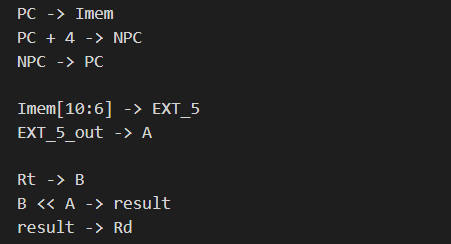 PC -> Imem
PC + 4 -> NPC
NPC -> PC
Imem[10:6] -> EXT_5
EXT_5_out -> A
Rt -> B
B << A -> result
result -> Rd